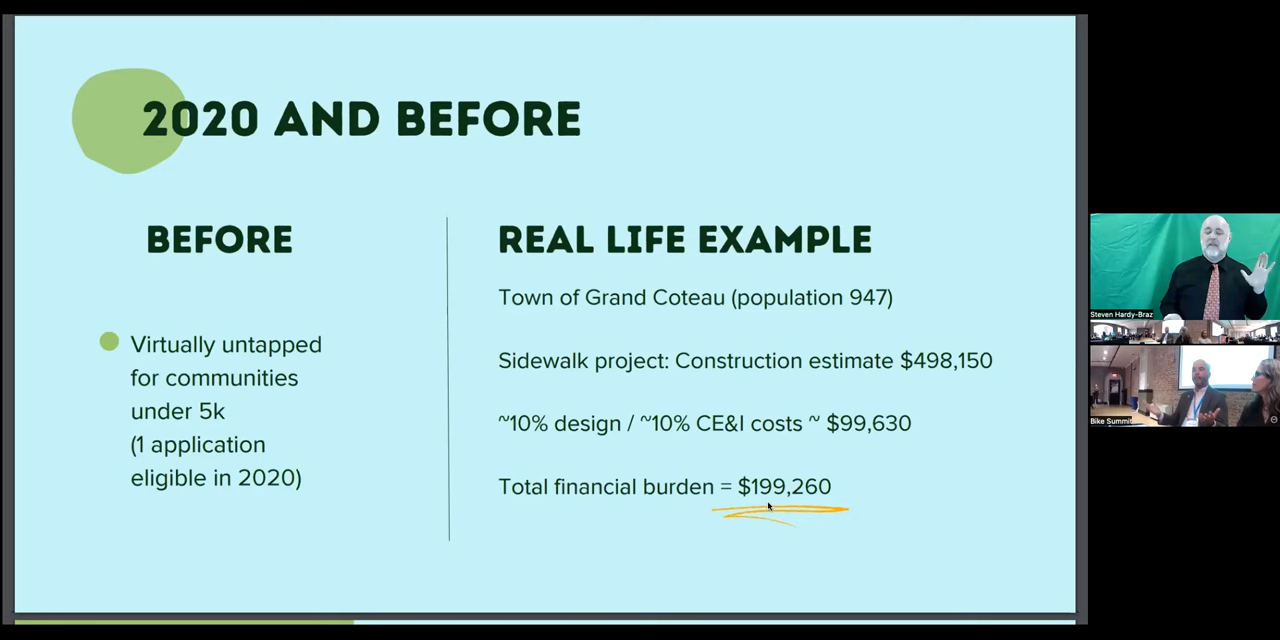 2020 AND BEFORE
BEFORE
Virtually untapped
for communities
under 5k
(1 application
eligible in 2020)
REAL LIFE EXAMPLE
Town of Grand Coteau (population 947)
Sidewalk project: Construction estimate $498,150
~10% design / ~10% CE&I costs ~ $99,630
Total financial burden = $199,260
Steven Hardy-Braz
Bike Summit